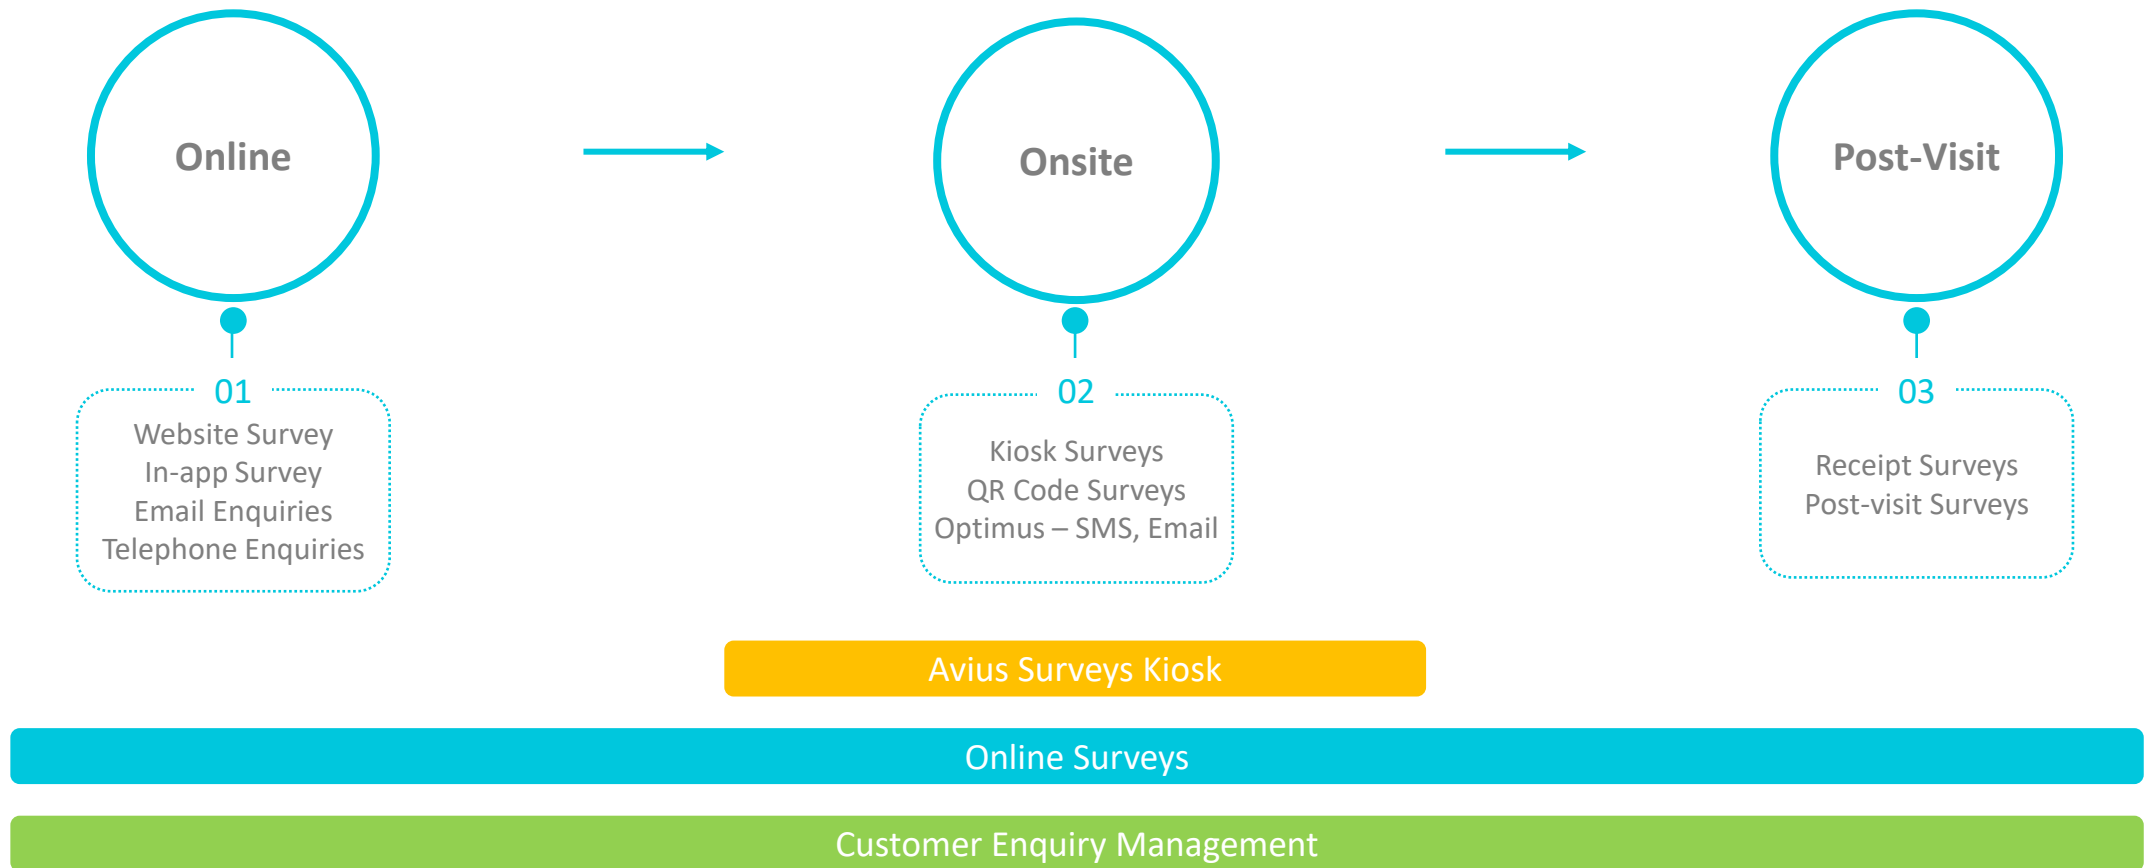 Online
Onsite
Post-Visit
01
Website Survey
In-app Survey
Email Enquiries
Telephone Enquiries
02
Kiosk Surveys
QR Code Surveys
Optimus – SMS, Email
03
Receipt Surveys
Post-visit Surveys
Avius Surveys Kiosk
Online Surveys
Customer Enquiry Management